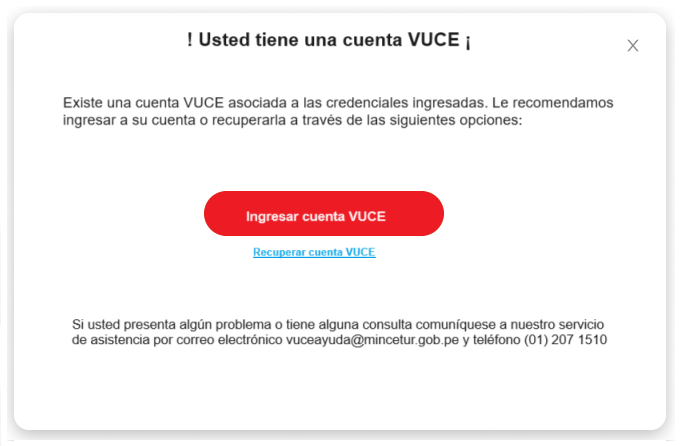 ! Usted tiene una cuenta VUCE ¡
X
Existe una cuenta VUCE asociada a las credenciales ingresadas. Le recomendamos
ingresar a su cuenta o recuperarla a través de las siguientes opciones:
Ingresar cuenta VUCE
Recuperar cuenta VUCE
Si usted presenta algún problema o tiene alguna consulta comuníquese a nuestro servicio
de asistencia por correo electrónico vuceayuda@mincetur.gob.pe y teléfono (01) 207 1510